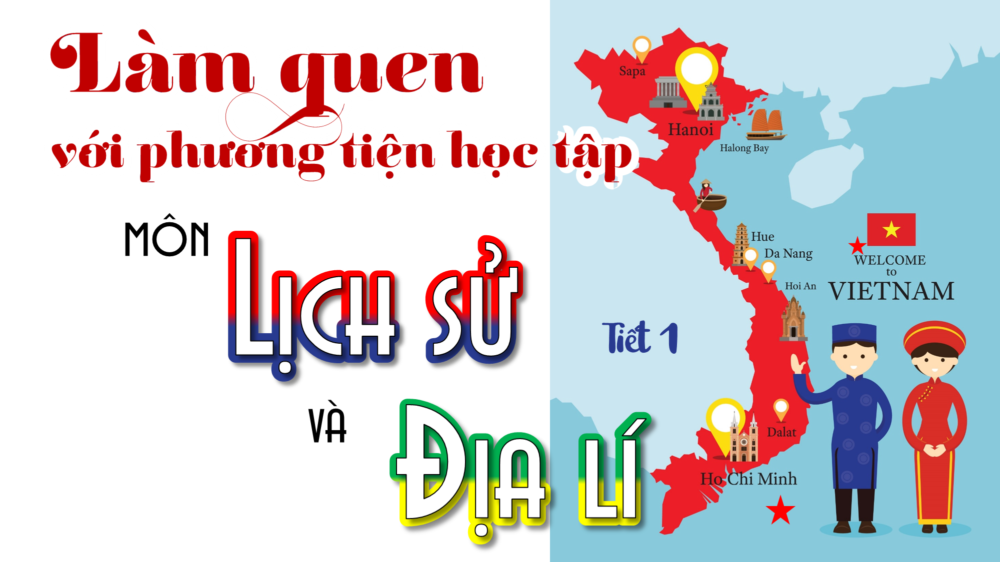 Làm quen
với phương tiện học tập
MÔN
LỊCH SỬ
VÀ
ĐỊA LÍ
Tiết 1
Sapa
Hanoi
Halong Bay
Hue
Da Nang
Hoi An
WELCOME
to
VIETNAM
Dalat
Ho Chi Minh